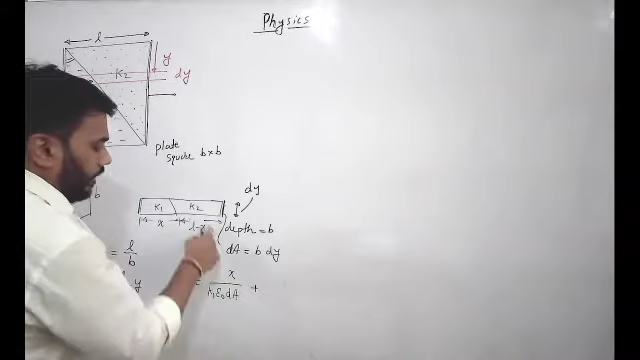 Physics
l
y
K2
dy
plate
square b×b
b
dy
K1 K2
x l-x
depth = b
= l/b
dA = b dy
y
= x/(K1ε0dA) +